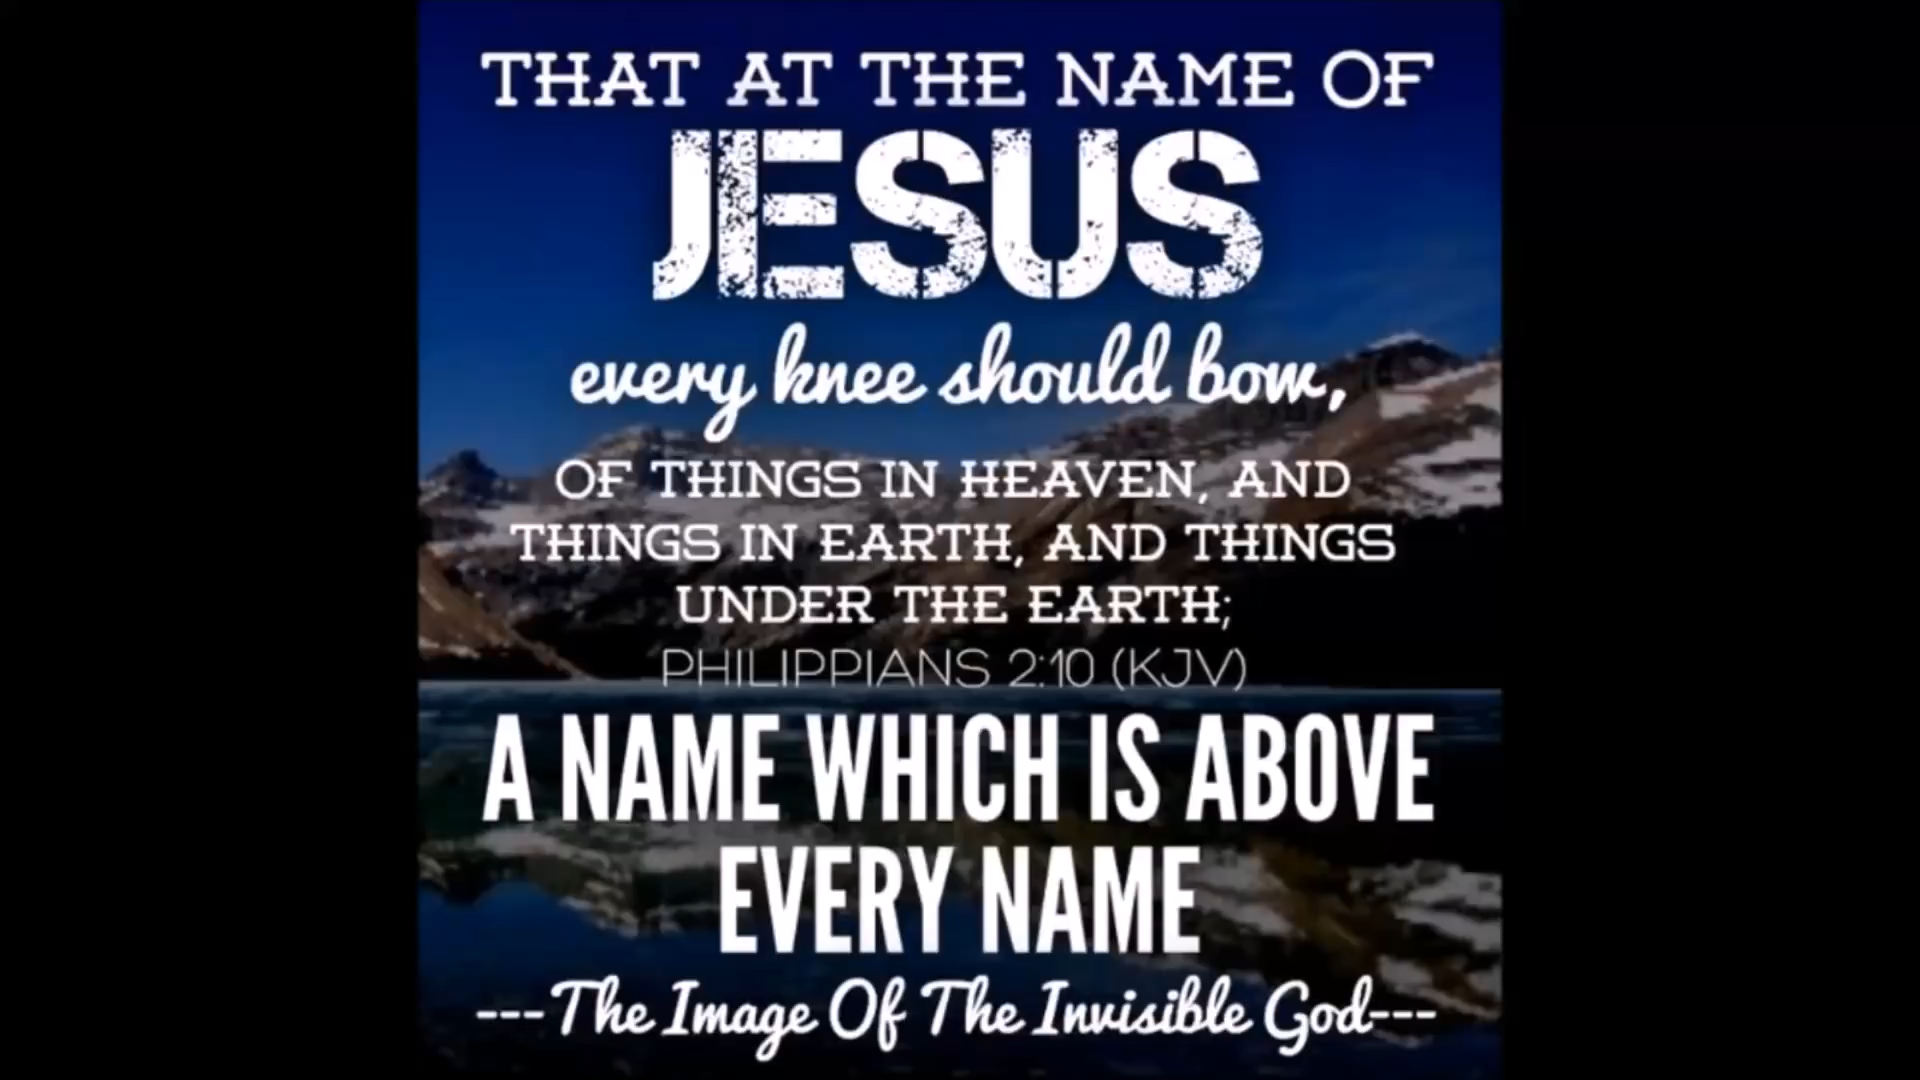 THAT AT THE NAME OF
JESUS
every knee should bow,
OF THINGS IN HEAVEN, AND
THINGS IN EARTH, AND THINGS
UNDER THE EARTH;
PHILIPPIANS 2:10 (KJV)
A NAME WHICH IS ABOVE
EVERY NAME
---The Image Of The Invisible God---